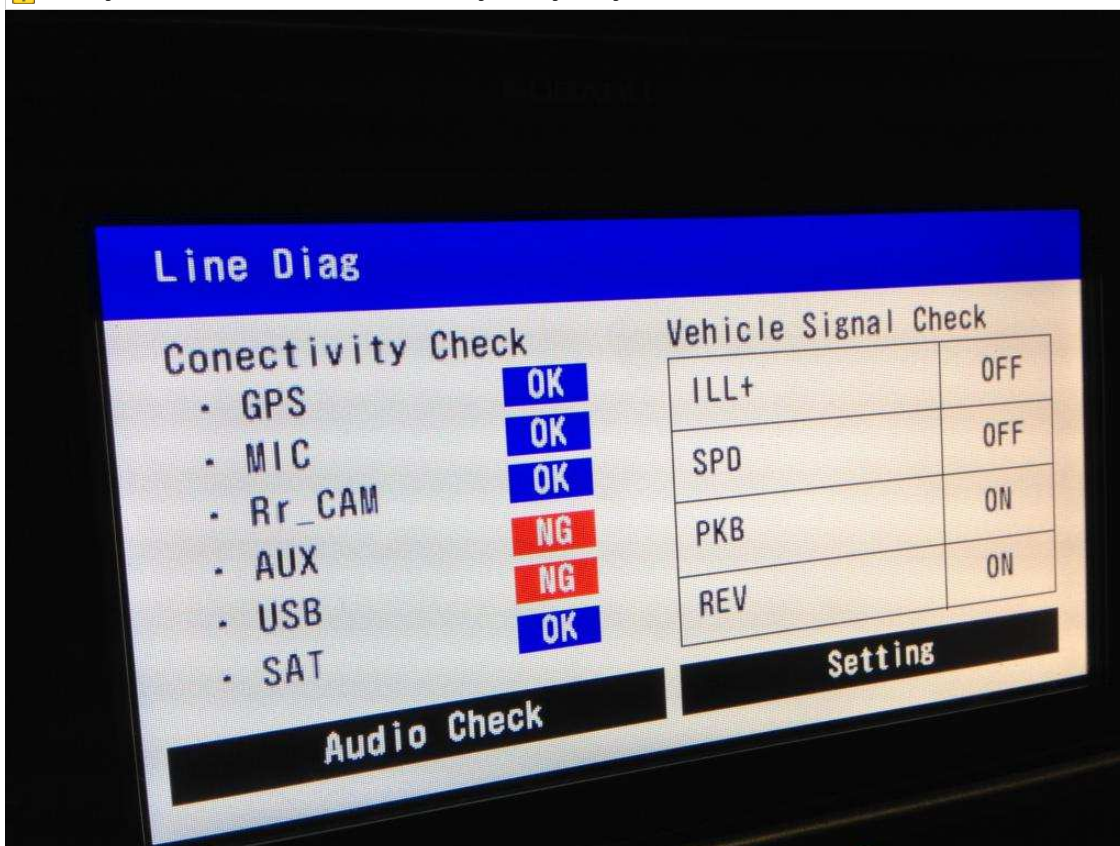 Line Diag
Conectivity Check
· GPS OK
· MIC OK
· Rr_CAM OK
· AUX NG
· USB NG
· SAT OK
Audio Check
Vehicle Signal Check
ILL+ OFF
SPD OFF
PKB ON
REV ON
Setting